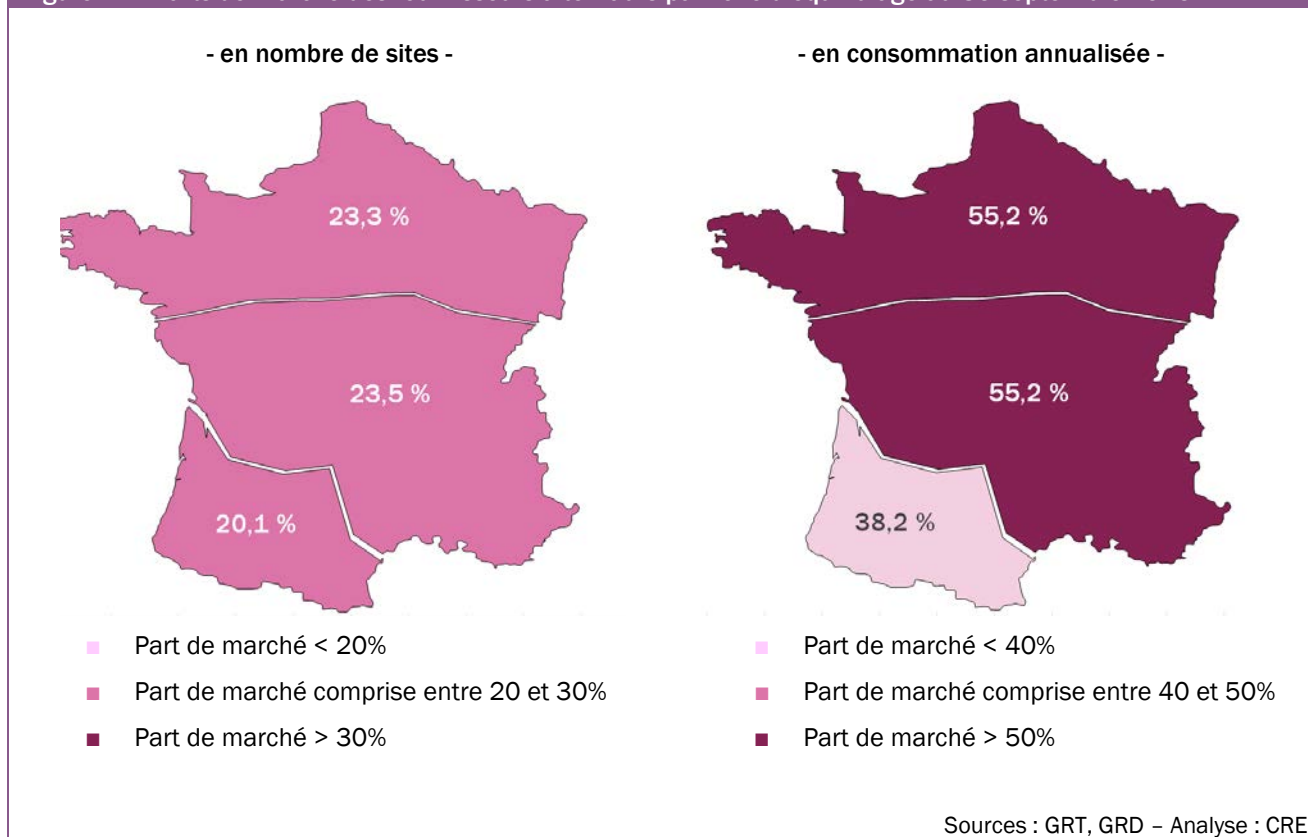 - en nombre de sites -
- en consommation annualisée -
23,3 %
23,5 %
20,1 %
55,2 %
55,2 %
38,2 %
Part de marché < 20%
Part de marché comprise entre 20 et 30%
Part de marché > 30%
Part de marché < 40%
Part de marché comprise entre 40 et 50%
Part de marché > 50%
Sources : GRT, GRD – Analyse : CRE